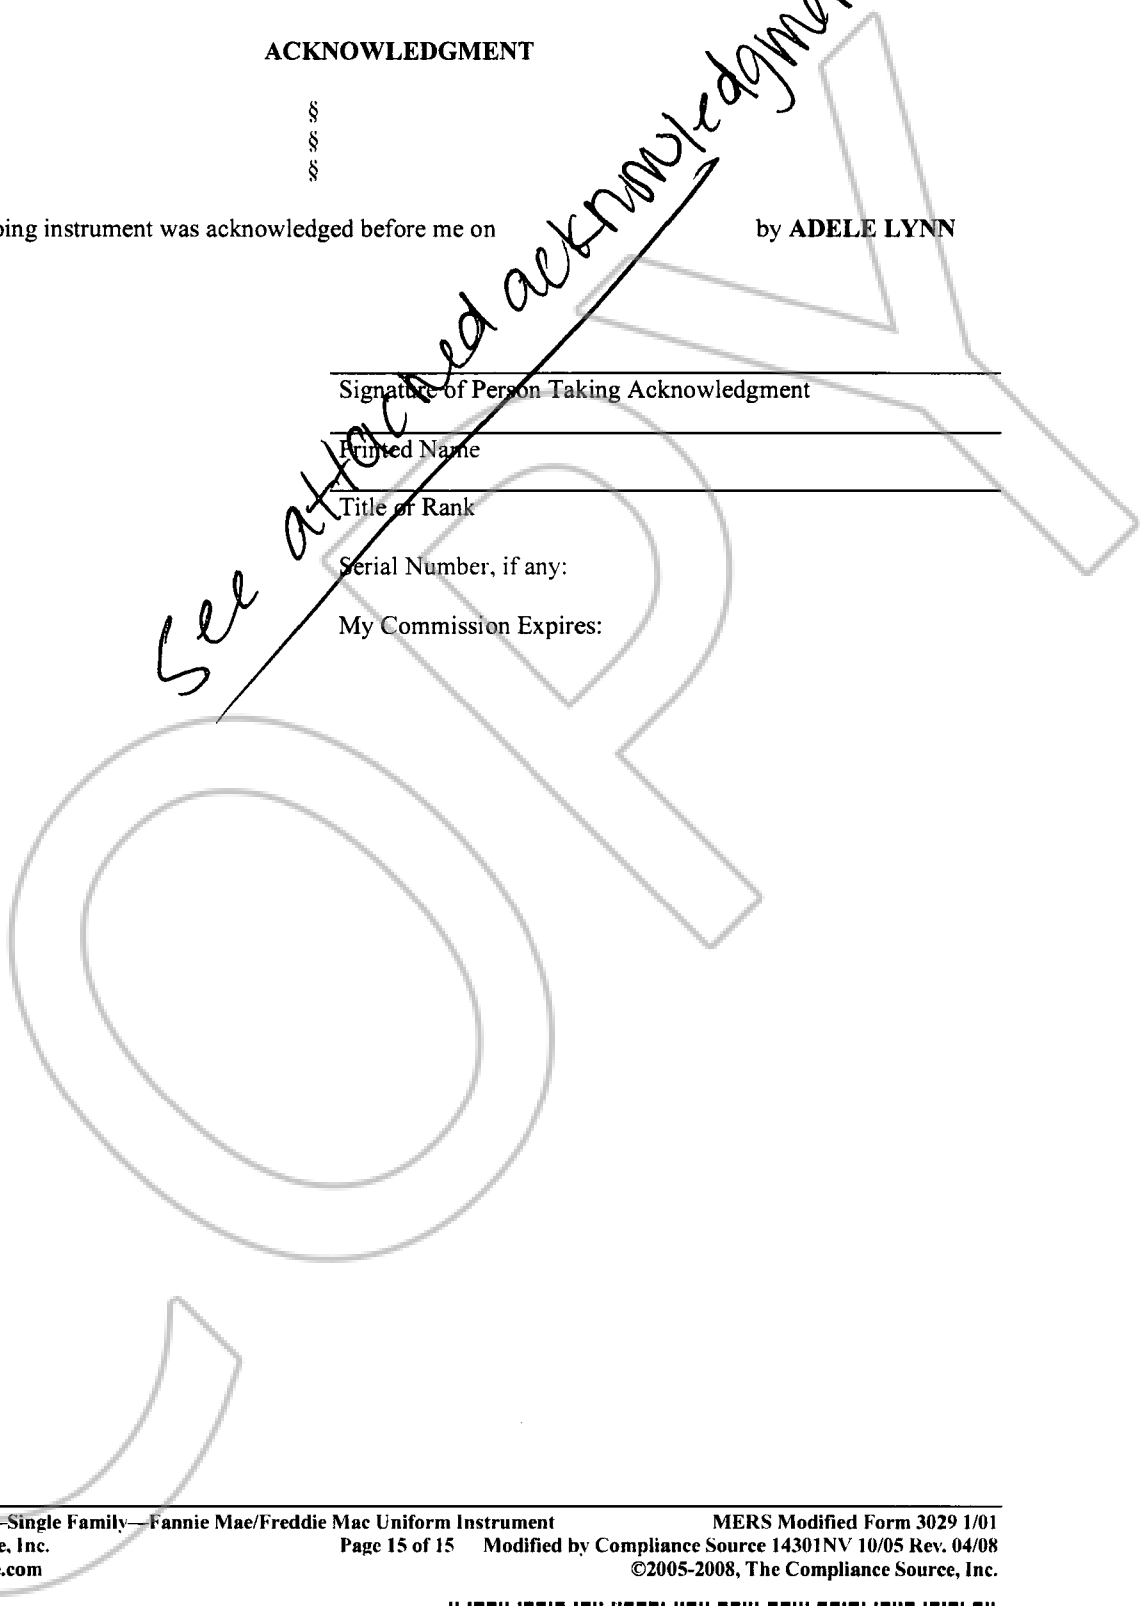 ACKNOWLEDGMENT
§
§
§
See attached acknowledgment
oing instrument was acknowledged before me on by ADELE LYNN
Signature of Person Taking Acknowledgment
Printed Name
Title or Rank
Serial Number, if any:
My Commission Expires:
COPY
–Single Family—Fannie Mae/Freddie Mac Uniform Instrument MERS Modified Form 3029 1/01
e, Inc. Page 15 of 15 Modified by Compliance Source 14301NV 10/05 Rev. 04/08
e.com ©2005-2008, The Compliance Source, Inc.